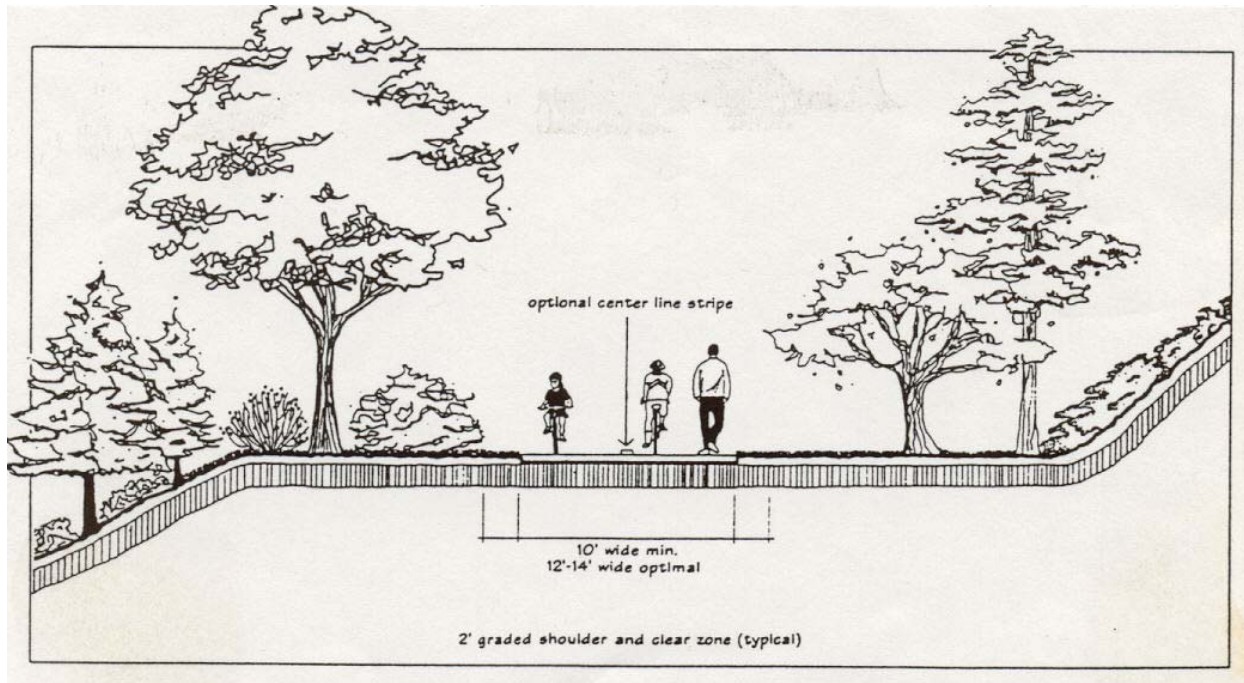 optional center line stripe
10' wide min.
12'-14' wide optimal
2' graded shoulder and clear zone (typical)